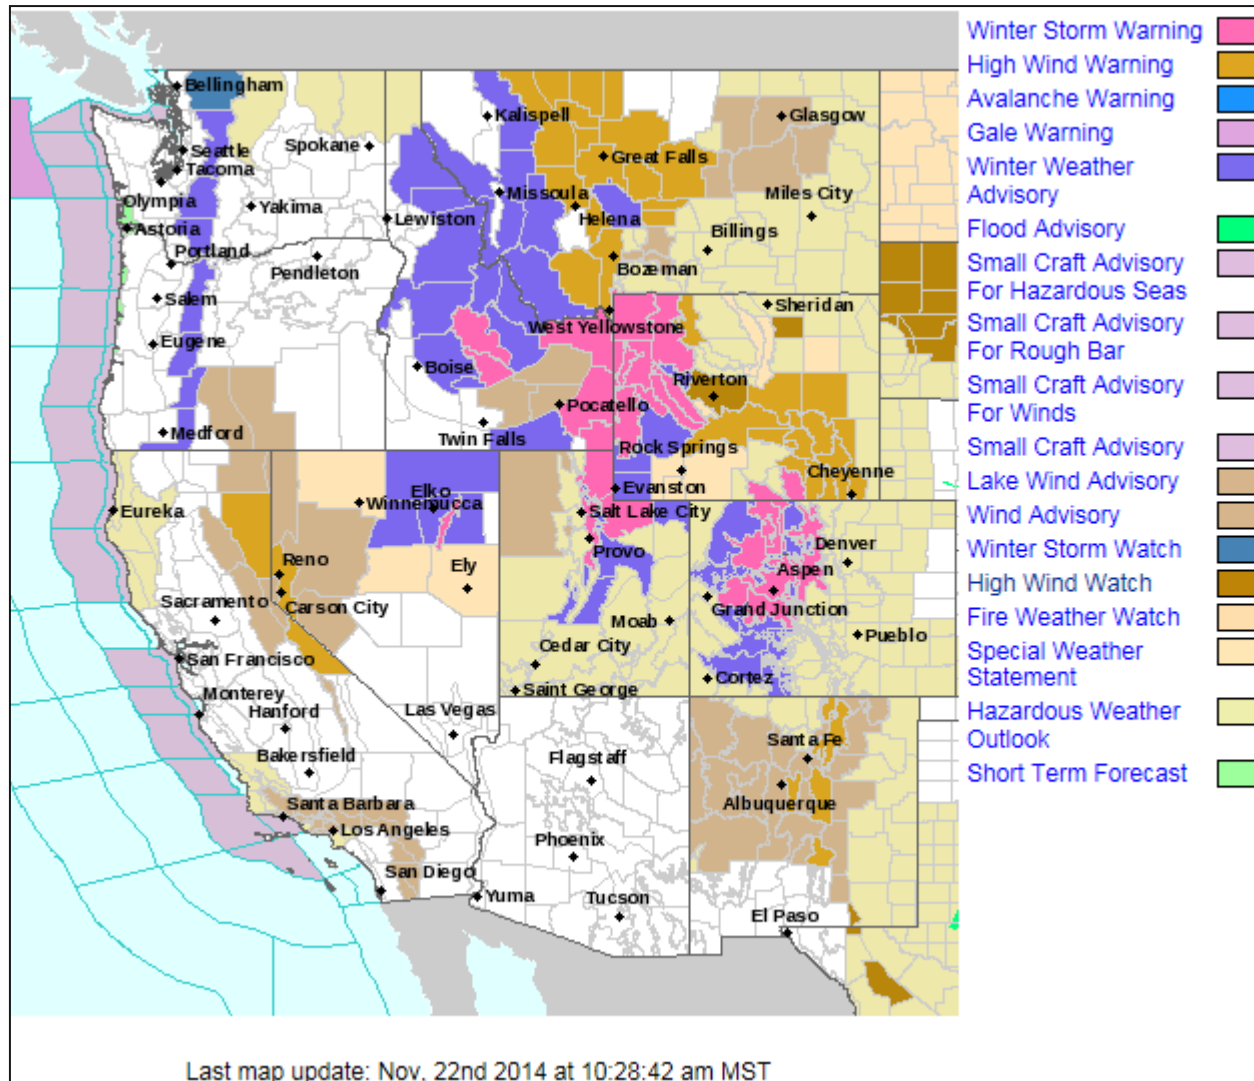 Winter Storm Warning
High Wind Warning
Avalanche Warning
Gale Warning
Winter Weather
Advisory
Flood Advisory
Small Craft Advisory
For Hazardous Seas
Small Craft Advisory
For Rough Bar
Small Craft Advisory
For Winds
Small Craft Advisory
Lake Wind Advisory
Wind Advisory
Winter Storm Watch
High Wind Watch
Fire Weather Watch
Special Weather
Statement
Hazardous Weather
Outlook
Short Term Forecast
Bellingham
Kalispell
Glasgow
Seattle
Spokane
Great Falls
Tacoma
Olympia
Yakima
Missoula
Miles City
Lewiston
Helena
Astoria
Billings
Portland
Pendleton
Bozeman
Salem
Sheridan
West Yellowstone
Eugene
Boise
Riverton
Pocatello
Medford
Twin Falls
Rock Springs
Cheyenne
Elko
Evanston
Winnemucca
Eureka
Salt Lake City
Provo
Denver
Reno
Ely
Aspen
Sacramento
Carson City
Grand Junction
Moab
Pueblo
Cedar City
San Francisco
Cortez
Saint George
Monterey
Hanford
Las Vegas
Santa Fe
Bakersfield
Flagstaff
Albuquerque
Santa Barbara
Los Angeles
Phoenix
San Diego
Yuma
Tucson
El Paso
Last map update: Nov, 22nd 2014 at 10:28:42 am MST